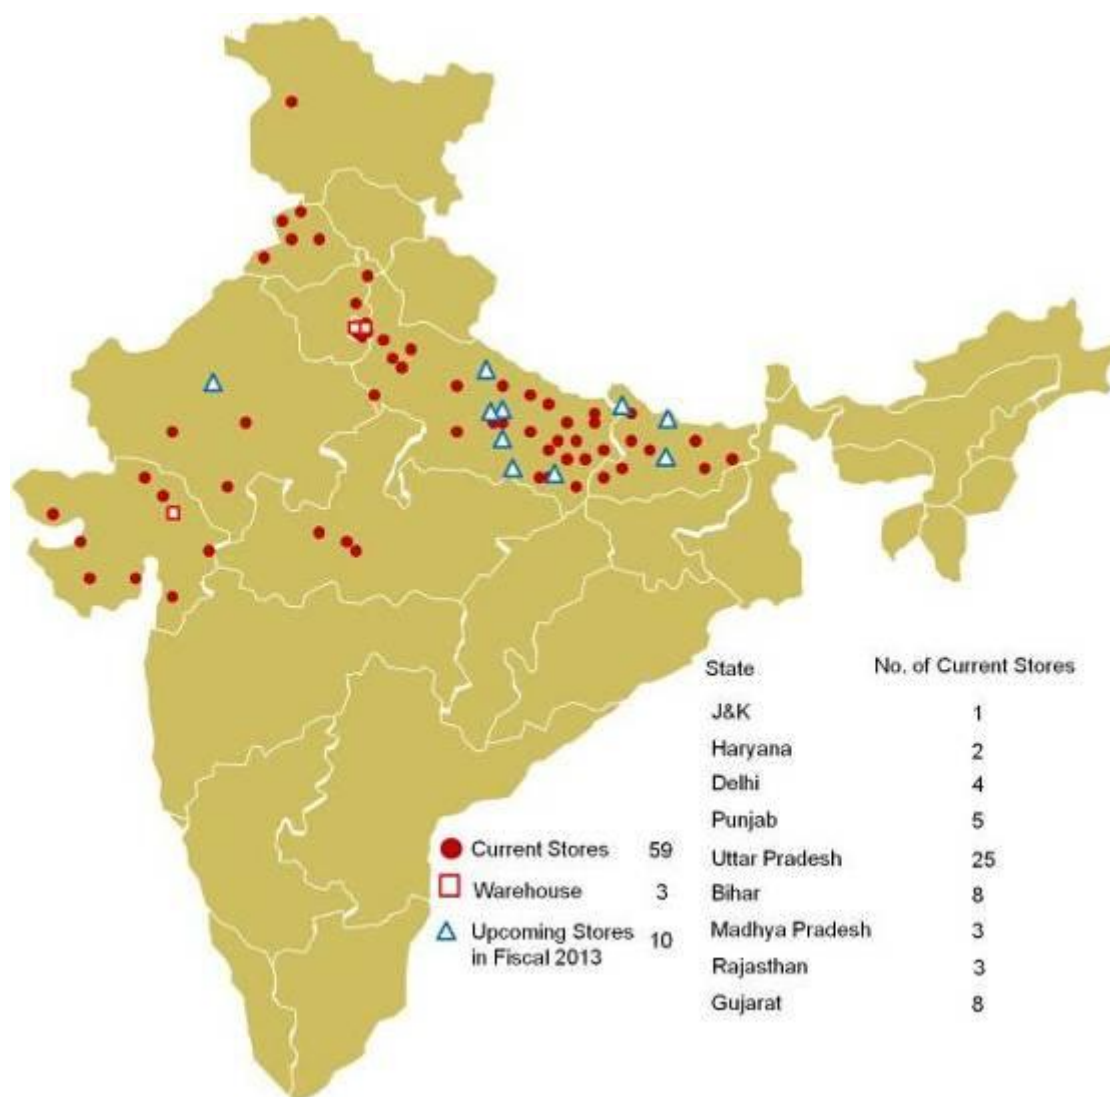 State No. of Current Stores
J&K 1
Haryana 2
Delhi 4
Punjab 5
Uttar Pradesh 25
Bihar 8
Madhya Pradesh 3
Rajasthan 3
Gujarat 8
Current Stores 59
Warehouse 3
Upcoming Stores
in Fiscal 2013 10